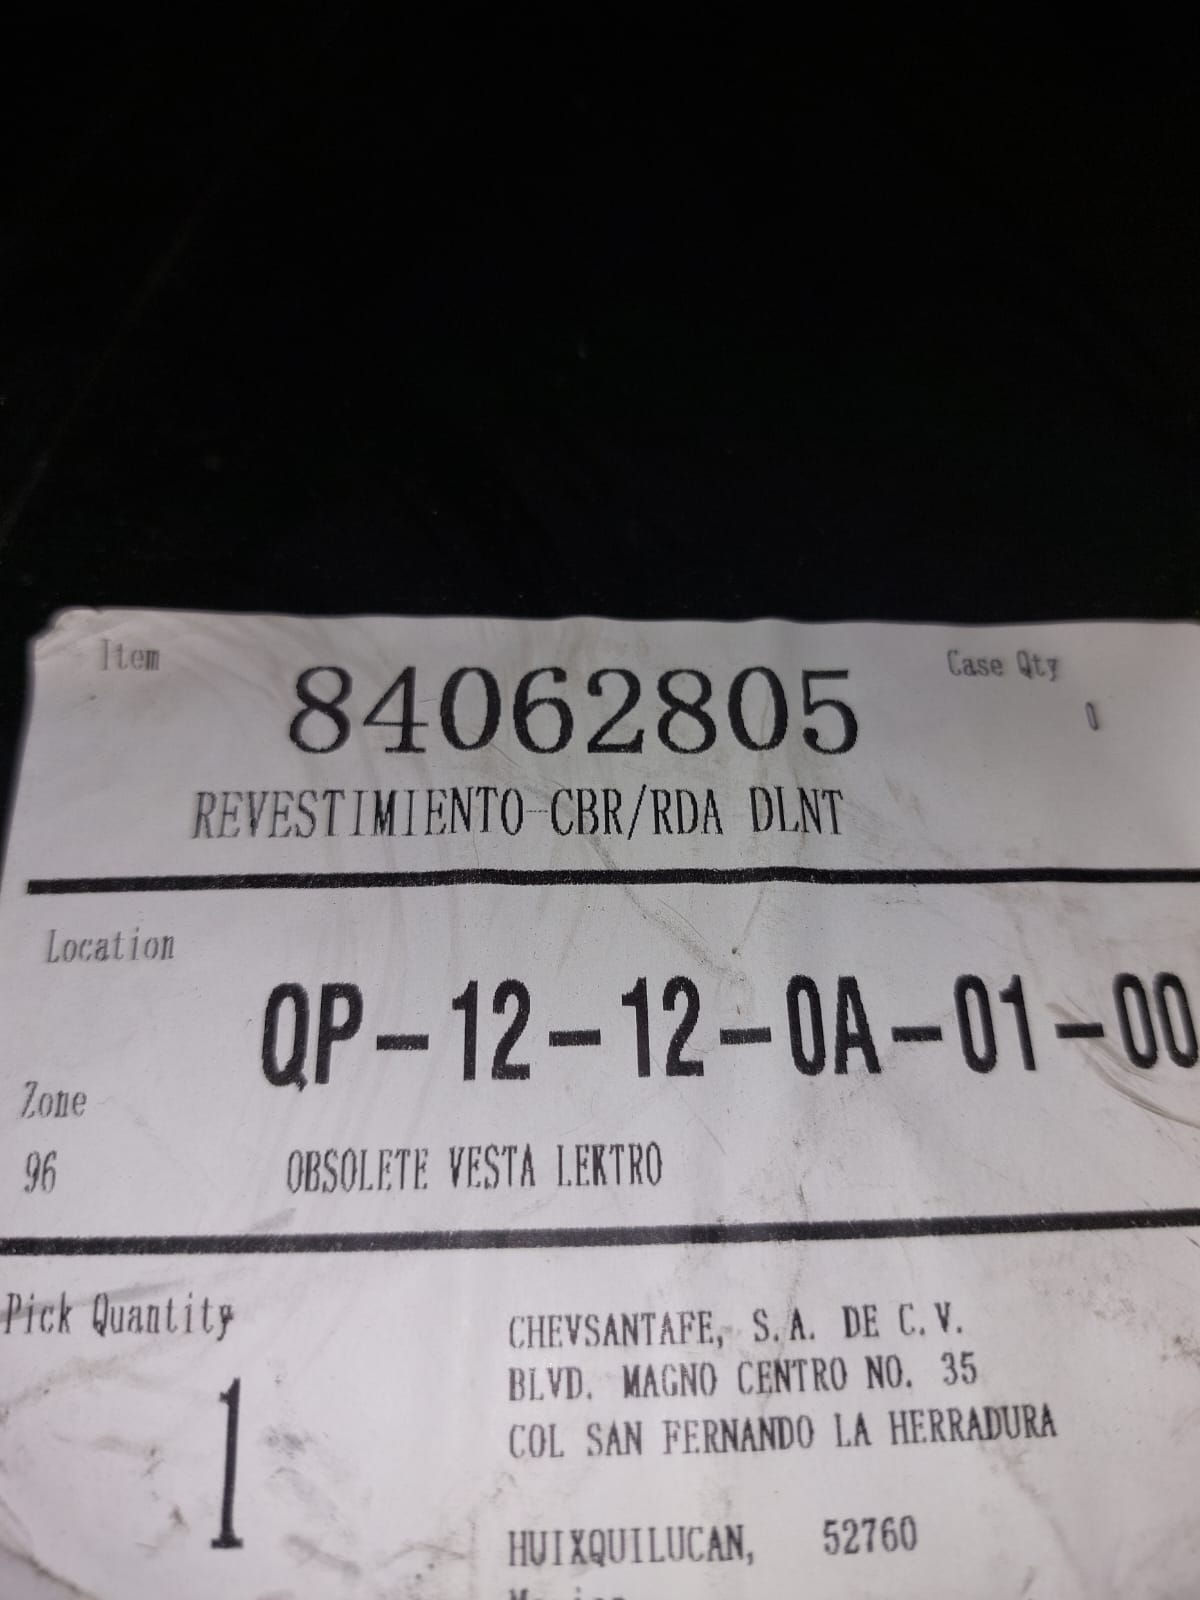 Item
Case Qty
84062805
0
REVESTIMIENTO-CBR/RDA DLNT
Location
QP-12-12-0A-01-00
Zone
96
OBSOLETE VESTA LEKTRO
Pick Quantity
1
CHEVSANTAFE, S.A. DE C.V.
BLVD. MAGNO CENTRO NO. 35
COL SAN FERNANDO LA HERRADURA
HUIXQUILUCAN, 52760